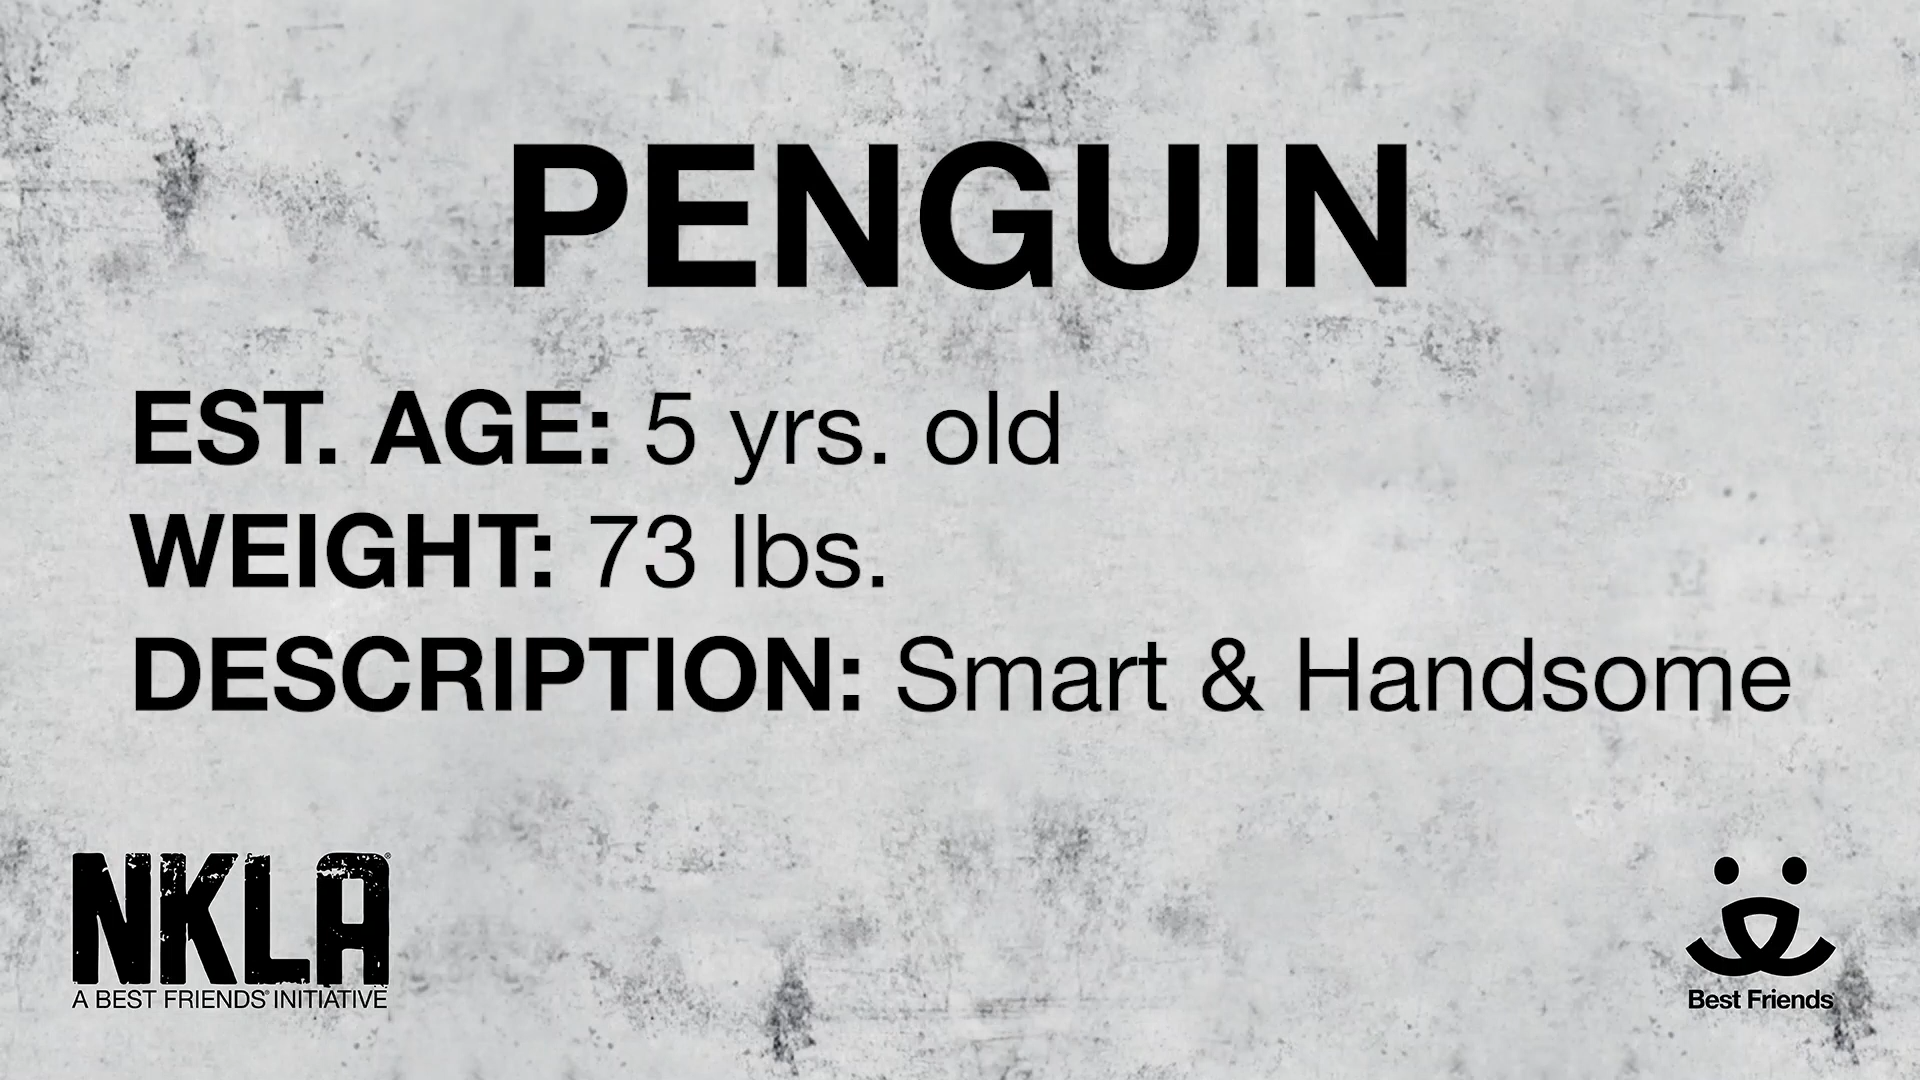 PENGUIN
EST. AGE: 5 yrs. old
WEIGHT: 73 lbs.
DESCRIPTION: Smart & Handsome
NKLA®
A BEST FRIENDS® INITIATIVE
Best Friends